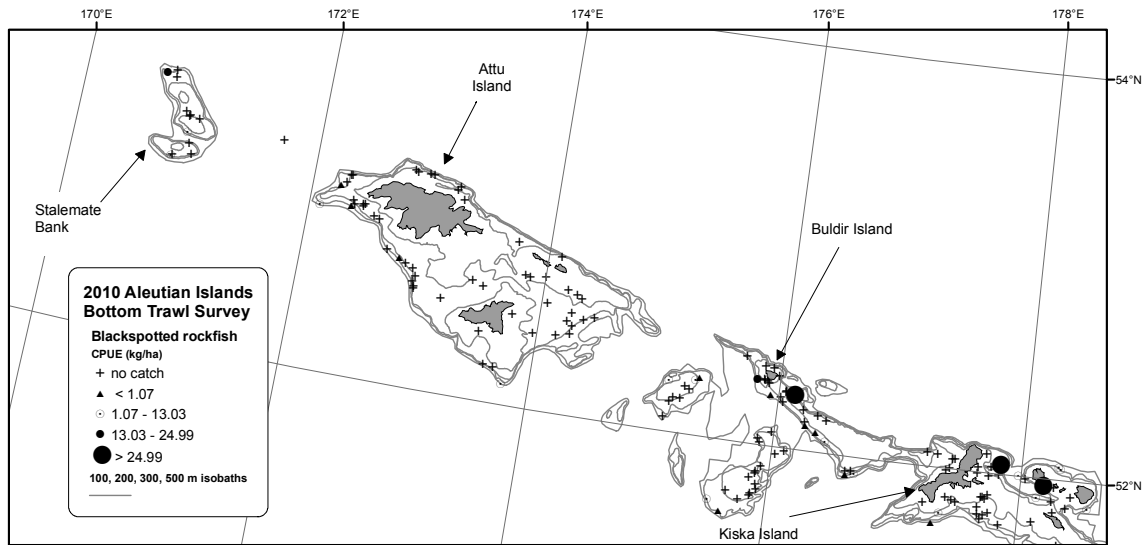 170°E
172°E
174°E
176°E
178°E
54°N
Attu
Island
Stalemate
Bank
Buldir Island
2010 Aleutian Islands
Bottom Trawl Survey
Blackspotted rockfish
CPUE (kg/ha)
no catch
< 1.07
1.07 - 13.03
13.03 - 24.99
> 24.99
100, 200, 300, 500 m isobaths
52°N
Kiska Island